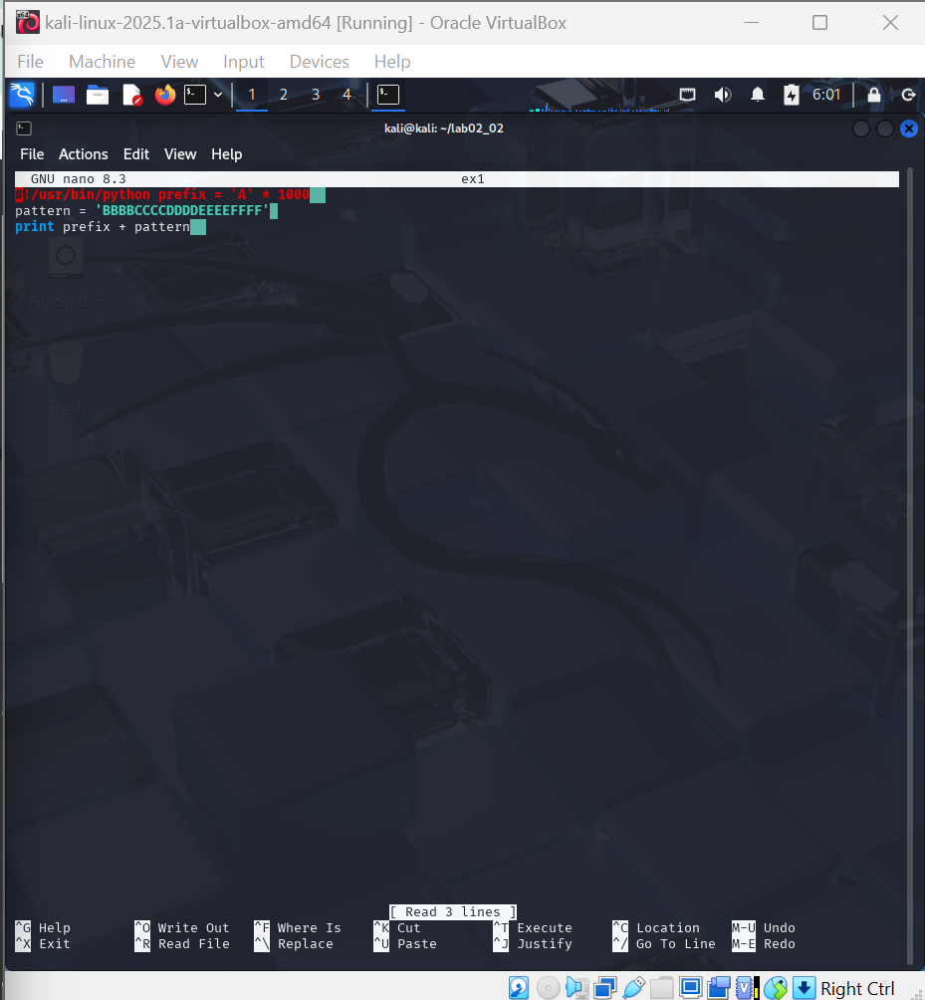 kali-linux-2025.1a-virtualbox-amd64 [Running] - Oracle VirtualBox
File Machine View Input Devices Help
1 2 3 4 6:01
kali@kali: ~/lab02_02
File Actions Edit View Help
GNU nano 8.3 ex1
#!/usr/bin/python prefix = 'A' * 1000
pattern = 'BBBBCCCCDDDDEEEEFFFF'
print prefix + pattern
File System
Trash
[ Read 3 lines ]
^G Help ^O Write Out ^F Where Is ^K Cut ^T Execute ^C Location M-U Undo
^X Exit ^R Read File ^\ Replace ^U Paste ^J Justify ^/ Go To Line M-E Redo
Right Ctrl